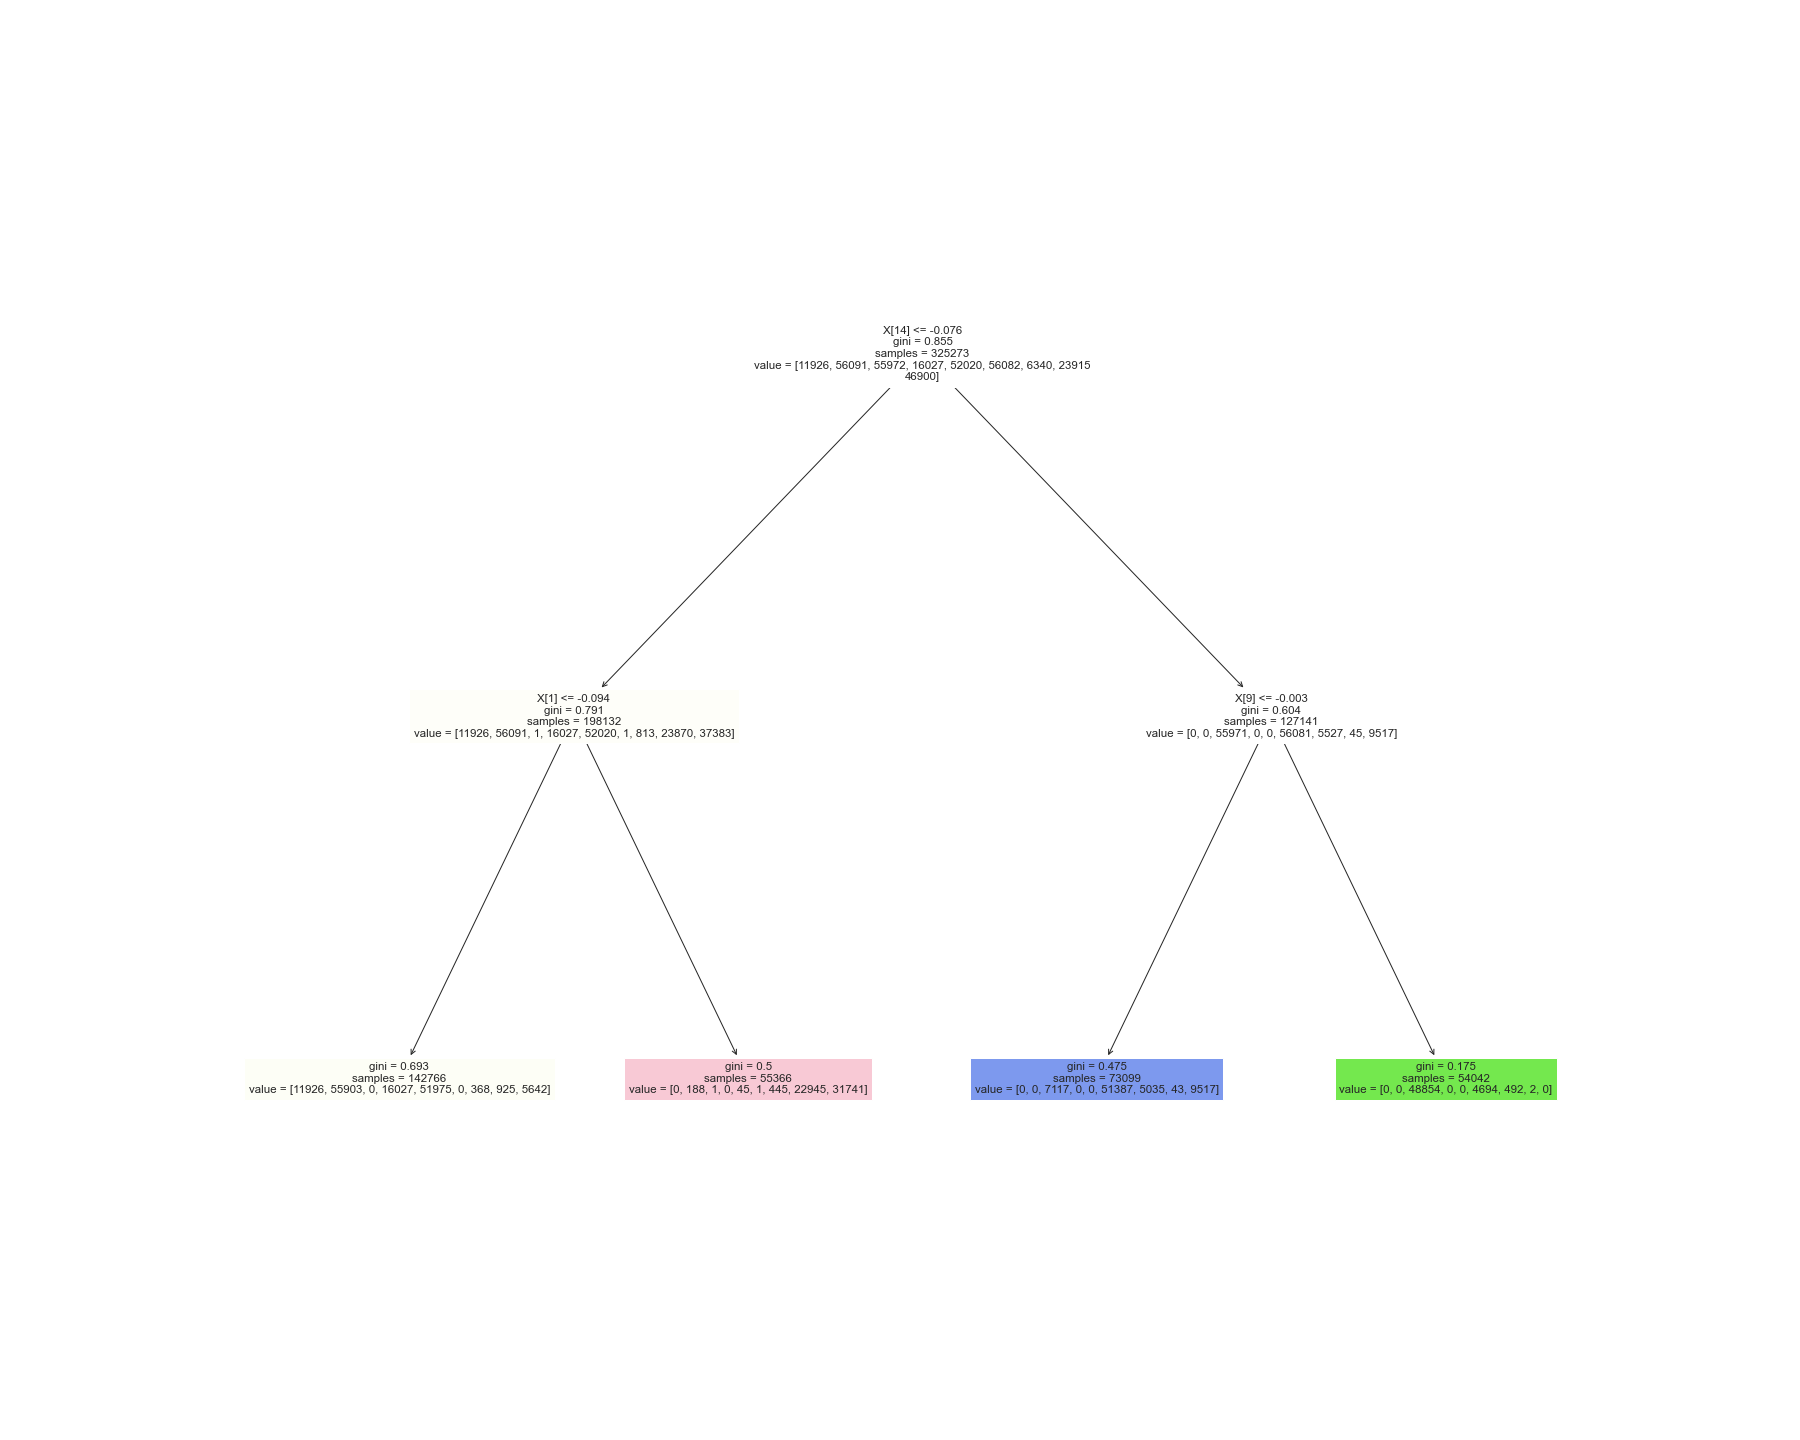 X[14] <= -0.076
gini = 0.855
samples = 325273
value = [11926, 56091, 55972, 16027, 52020, 56082, 6340, 23915
46900]
X[1] <= -0.094
gini = 0.791
samples = 198132
value = [11926, 56091, 1, 16027, 52020, 1, 813, 23870, 37383]
X[9] <= -0.003
gini = 0.604
samples = 127141
value = [0, 0, 55971, 0, 0, 56081, 5527, 45, 9517]
gini = 0.693
samples = 142766
value = [11926, 55903, 0, 16027, 51975, 0, 368, 925, 5642]
gini = 0.5
samples = 55366
value = [0, 188, 1, 0, 45, 1, 445, 22945, 31741]
gini = 0.475
samples = 73099
value = [0, 0, 7117, 0, 0, 51387, 5035, 43, 9517]
gini = 0.175
samples = 54042
value = [0, 0, 48854, 0, 0, 4694, 492, 2, 0]